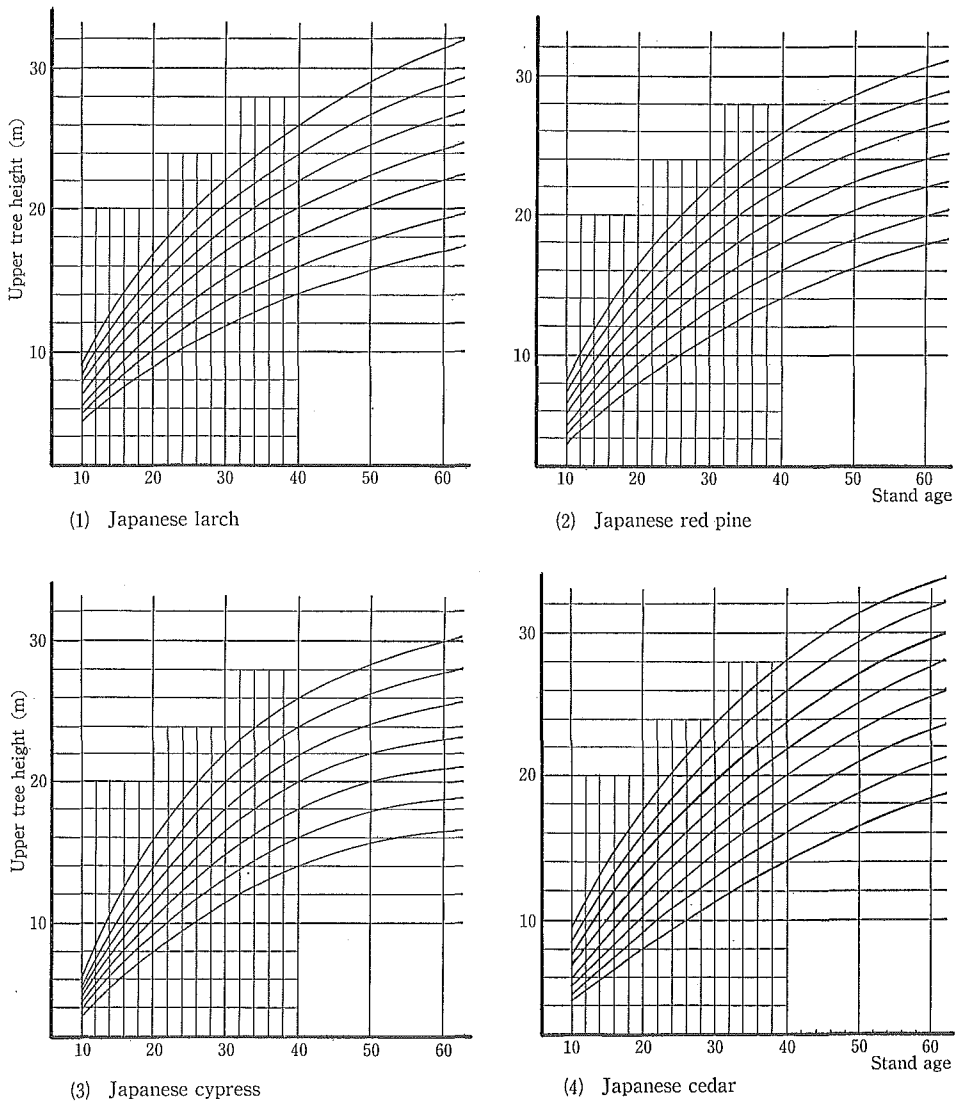 Upper tree height (m)
30
20
10
10 20 30 40 50 60
(1) Japanese larch
30
20
10
10 20 30 40 50 60
Stand age
(2) Japanese red pine
Upper tree height (m)
30
20
10
10 20 30 40 50 60
(3) Japanese cypress
30
20
10
10 20 30 40 50 60
Stand age
(4) Japanese cedar